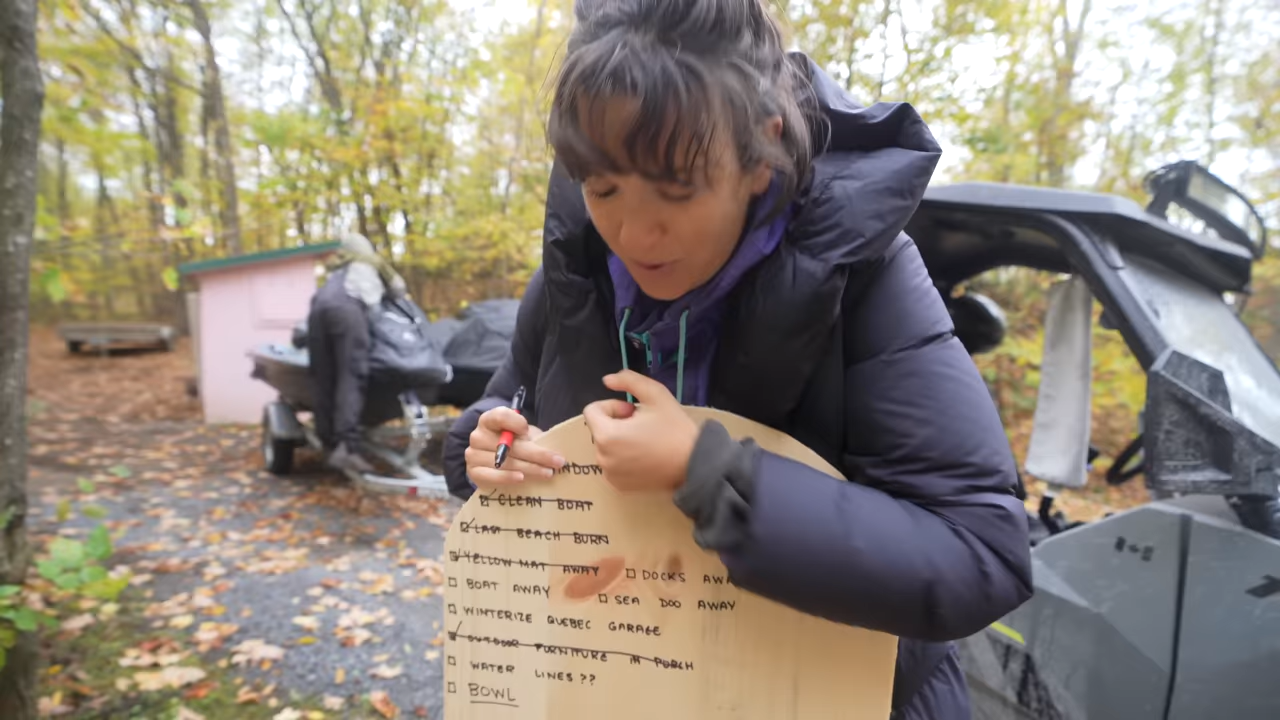 CLEAN BOAT
LAST BEACH BURN
YELLOW MAT AWAY
DOCKS
BOAT AWAY
SEA DOO AWAY
WINTERIZE QUEBEC GARAGE
OUTDOOR FURNITURE IN PORCH
WATER LINES??
BOWL